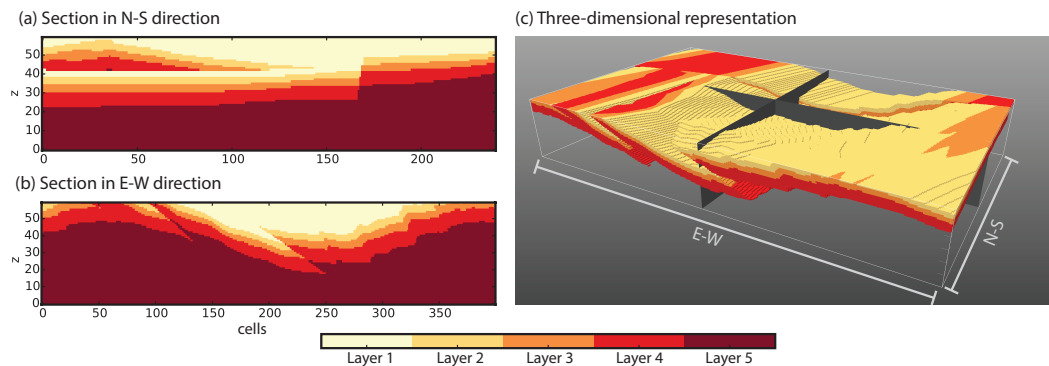 (a) Section in N-S direction
z
50
40
30
20
10
0
0
50
100
150
200
(b) Section in E-W direction
z
50
40
30
20
10
0
0
50
100
150
200
250
300
350
cells
(c) Three-dimensional representation
E-W
S-N
Layer 1 Layer 2 Layer 3 Layer 4 Layer 5